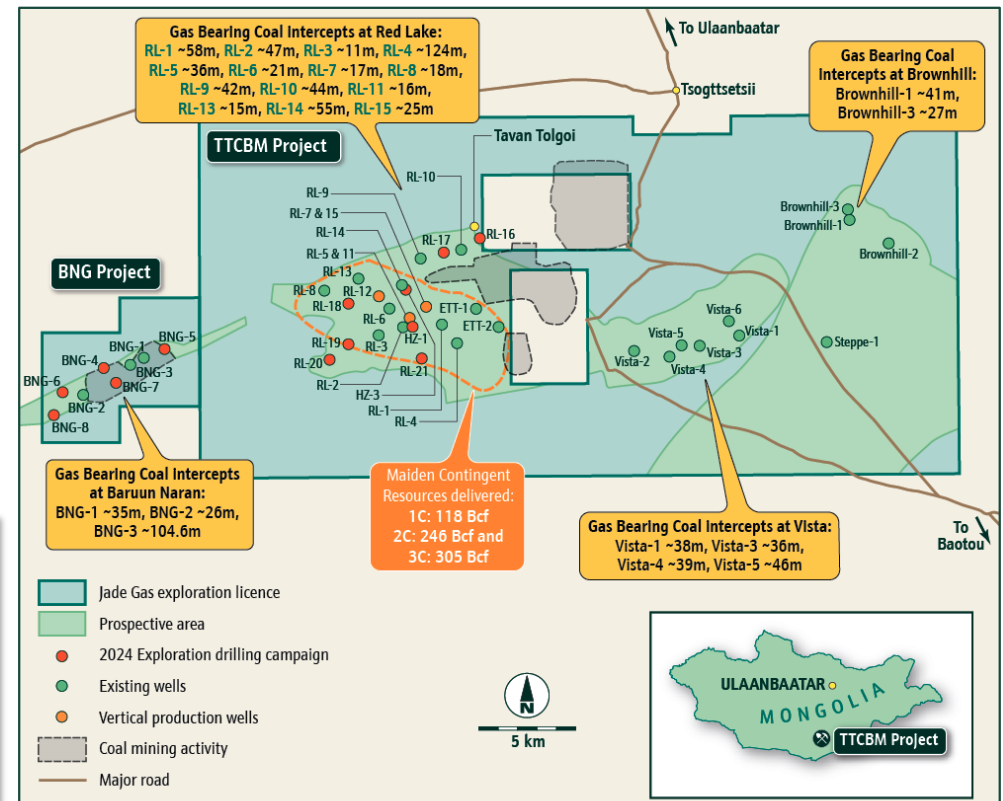 Gas Bearing Coal Intercepts at Red Lake:
RL-1 ~58m, RL-2 ~47m, RL-3 ~11m, RL-4 ~124m,
RL-5 ~36m, RL-6 ~21m, RL-7 ~17m, RL-8 ~18m,
RL-9 ~42m, RL-10 ~44m, RL-11 ~16m,
RL-13 ~15m, RL-14 ~55m, RL-15 ~25m
To Ulaanbaatar
Gas Bearing Coal
Intercepts at Brownhill:
Brownhill-1 ~41m,
Brownhill-3 ~27m
Tsogttsetsii
TTCBM Project
Tavan Tolgoi
RL-10
RL-9
RL-7 & 15
RL-14
RL-5 & 11
RL-17
RL-16
RL-13
RL-8
RL-12
RL-18
RL-6
ETT-1
ETT-2
HZ-1
RL-19
RL-3
RL-20
RL-21
RL-2
HZ-3
RL-1
RL-4
Brownhill-3
Brownhill-1
Brownhill-2
Vista-6
Vista-5
Vista-1
Vista-2
Vista-3
Vista-4
Steppe-1
BNG Project
BNG-1
BNG-5
BNG-4
BNG-3
BNG-6
BNG-7
BNG-2
BNG-8
Gas Bearing Coal Intercepts
at Baruun Naran:
BNG-1 ~35m, BNG-2 ~26m,
BNG-3 ~104.6m
Maiden Contingent
Resources delivered:
1C: 118 Bcf
2C: 246 Bcf and
3C: 305 Bcf
Gas Bearing Coal Intercepts at Vista:
Vista-1 ~38m, Vista-3 ~36m,
Vista-4 ~39m, Vista-5 ~46m
To
Baotou
Jade Gas exploration licence
Prospective area
2024 Exploration drilling campaign
Existing wells
Vertical production wells
Coal mining activity
Major road
N
5 km
ULAANBAATAR
MONGOLIA
TTCBM Project